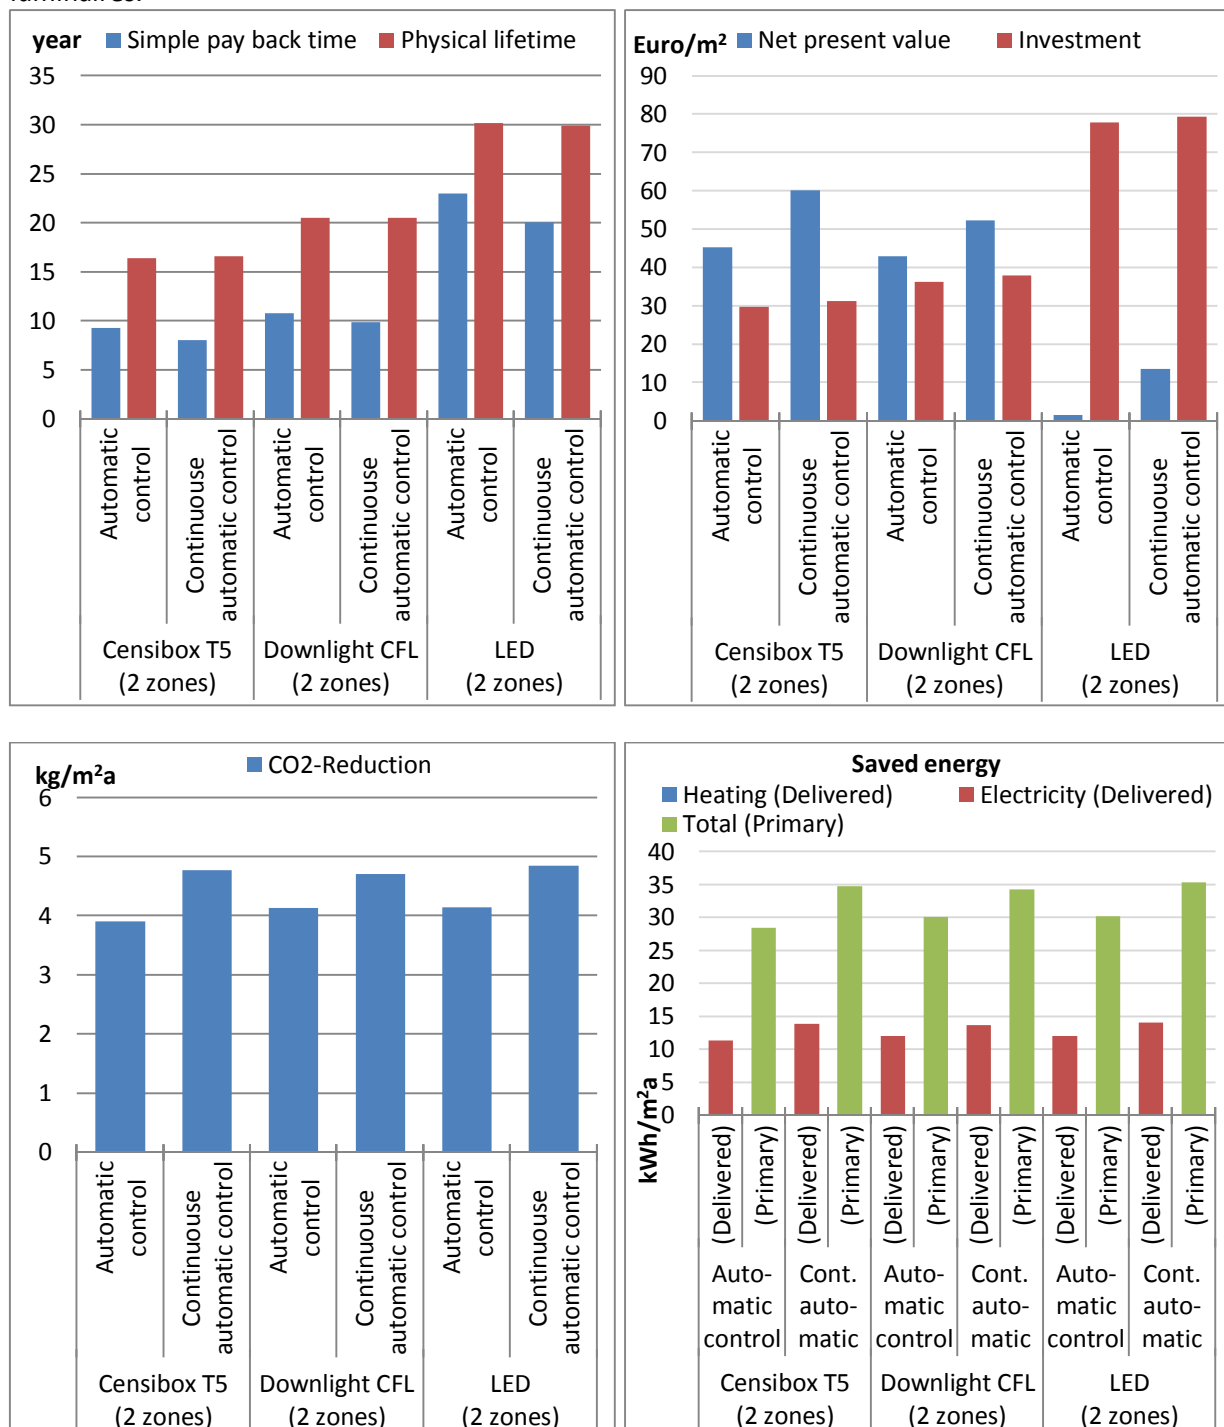 luminaires.
year Simple pay back time Physical lifetime
35
30
25
20
15
10
5
0
Automatic
control
Continuouse
automatic control
Automatic
control
Continuouse
automatic control
Automatic
control
Continuouse
automatic control
Censibox T5
(2 zones)
Downlight CFL
(2 zones)
LED
(2 zones)
Euro/m² Net present value Investment
90
80
70
60
50
40
30
20
10
0
Automatic
control
Continuouse
automatic control
Automatic
control
Continuouse
automatic control
Automatic
control
Continuouse
automatic control
Censibox T5
(2 zones)
Downlight CFL
(2 zones)
LED
(2 zones)
kg/m²a CO2-Reduction
6
5
4
3
2
1
0
Automatic
control
Continuouse
automatic control
Automatic
control
Continuouse
automatic control
Automatic
control
Continuouse
automatic control
Censibox T5
(2 zones)
Downlight CFL
(2 zones)
LED
(2 zones)
Saved energy
Heating (Delivered) Electricity (Delivered)
Total (Primary)
kWh/m²a
40
35
30
25
20
15
10
5
0
(Delivered)
(Primary)
(Delivered)
(Primary)
(Delivered)
(Primary)
(Delivered)
(Primary)
(Delivered)
(Primary)
(Delivered)
(Primary)
Auto-
matic
control
Cont.
auto-
matic
Auto-
matic
control
Cont.
auto-
matic
Auto-
matic
control
Cont.
auto-
matic
Censibox T5
(2 zones)
Downlight CFL
(2 zones)
LED
(2 zones)